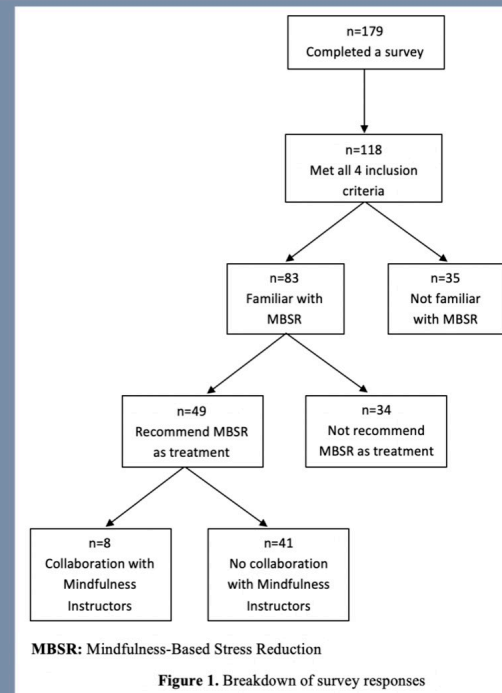 n=179
Completed a survey
n=118
Met all 4 inclusion
criteria
n=83
Familiar with
MBSR
n=35
Not familiar
with MBSR
n=49
Recommend MBSR
as treatment
n=34
Not recommend
MBSR as treatment
n=8
Collaboration with
Mindfulness
Instructors
n=41
No collaboration
with Mindfulness
Instructors
MBSR: Mindfulness-Based Stress Reduction
Figure 1. Breakdown of survey responses